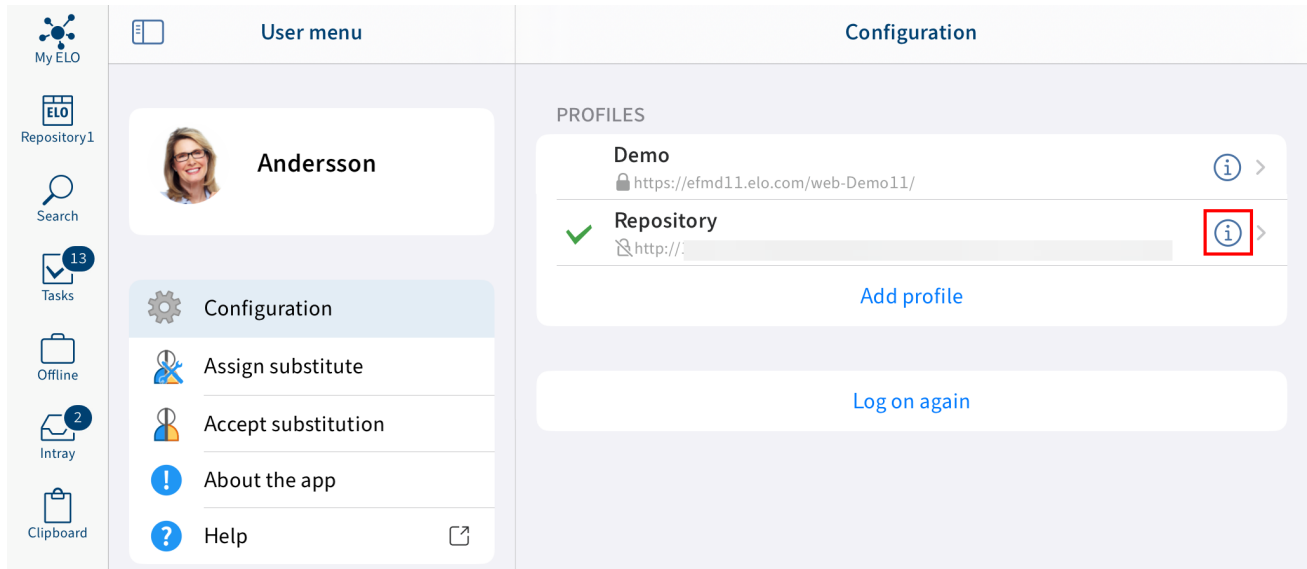 My ELO
ELO
Repository1
Search
13
Tasks
Offline
2
Intray
Clipboard
User menu
Andersson
Configuration
Assign substitute
Accept substitution
About the app
Help
Configuration
PROFILES
Demo
https://efmd11.elo.com/web-Demo11/
Repository
http://
Add profile
Log on again